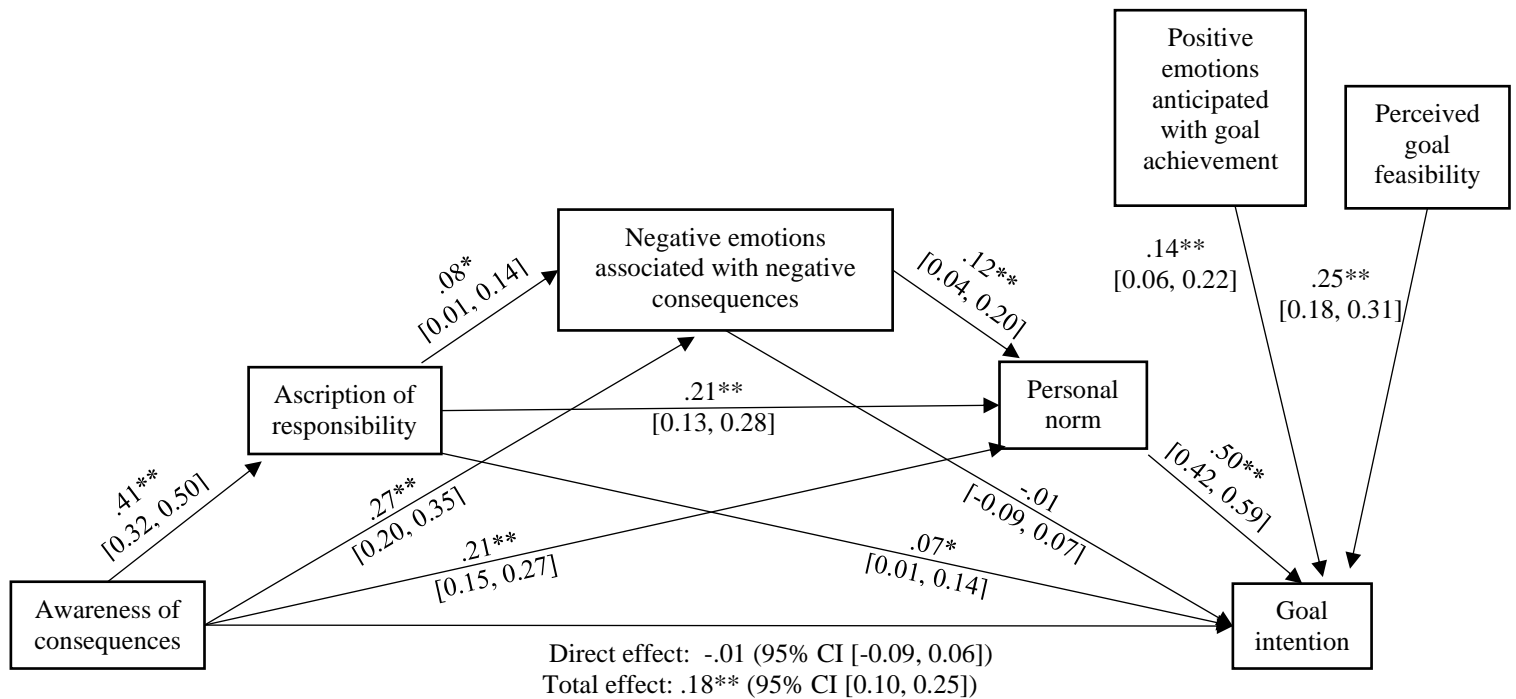 Positive
emotions
anticipated
with goal
achievement
Perceived
goal
feasibility
Negative emotions
associated with negative
consequences
.08*
[0.01, 0.14]
.12**
[0.04, 0.20]
.14**
[0.06, 0.22]
.25**
[0.18, 0.31]
Ascription of
responsibility
.21**
[0.13, 0.28]
Personal
norm
.41**
[0.32, 0.50]
.27**
[0.20, 0.35]
.21**
[0.15, 0.27]
.07*
[0.01, 0.14]
-.01
[-0.09, 0.07]
.50**
[0.42, 0.59]
Awareness of
consequences
Goal
intention
Direct effect: -.01 (95% CI [-0.09, 0.06])
Total effect: .18** (95% CI [0.10, 0.25])